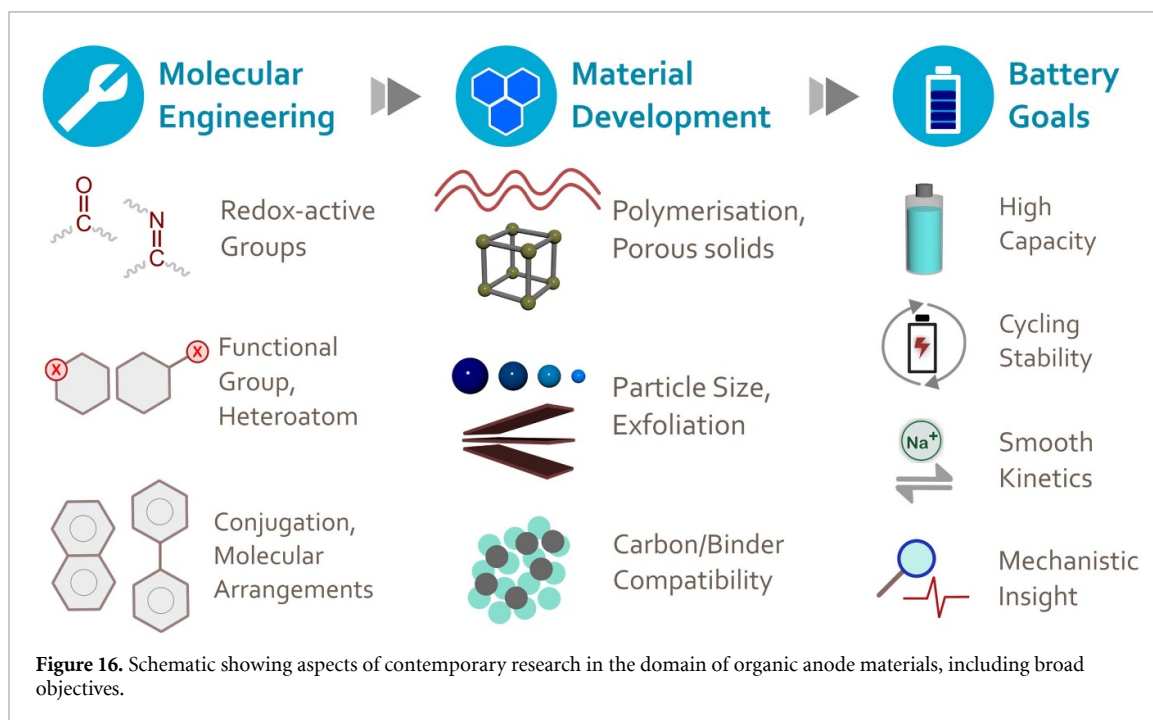 Molecular
Engineering
Material
Development
Battery
Goals
O
C
N
C
Redox-active
Groups
X
X
Functional
Group,
Heteroatom
Conjugation,
Molecular
Arrangements
Polymerisation,
Porous solids
Particle Size,
Exfoliation
Carbon/Binder
Compatibility
High
Capacity
Cycling
Stability
Na+
Smooth
Kinetics
Mechanistic
Insight
Figure 16. Schematic showing aspects of contemporary research in the domain of organic anode materials, including broad
objectives.